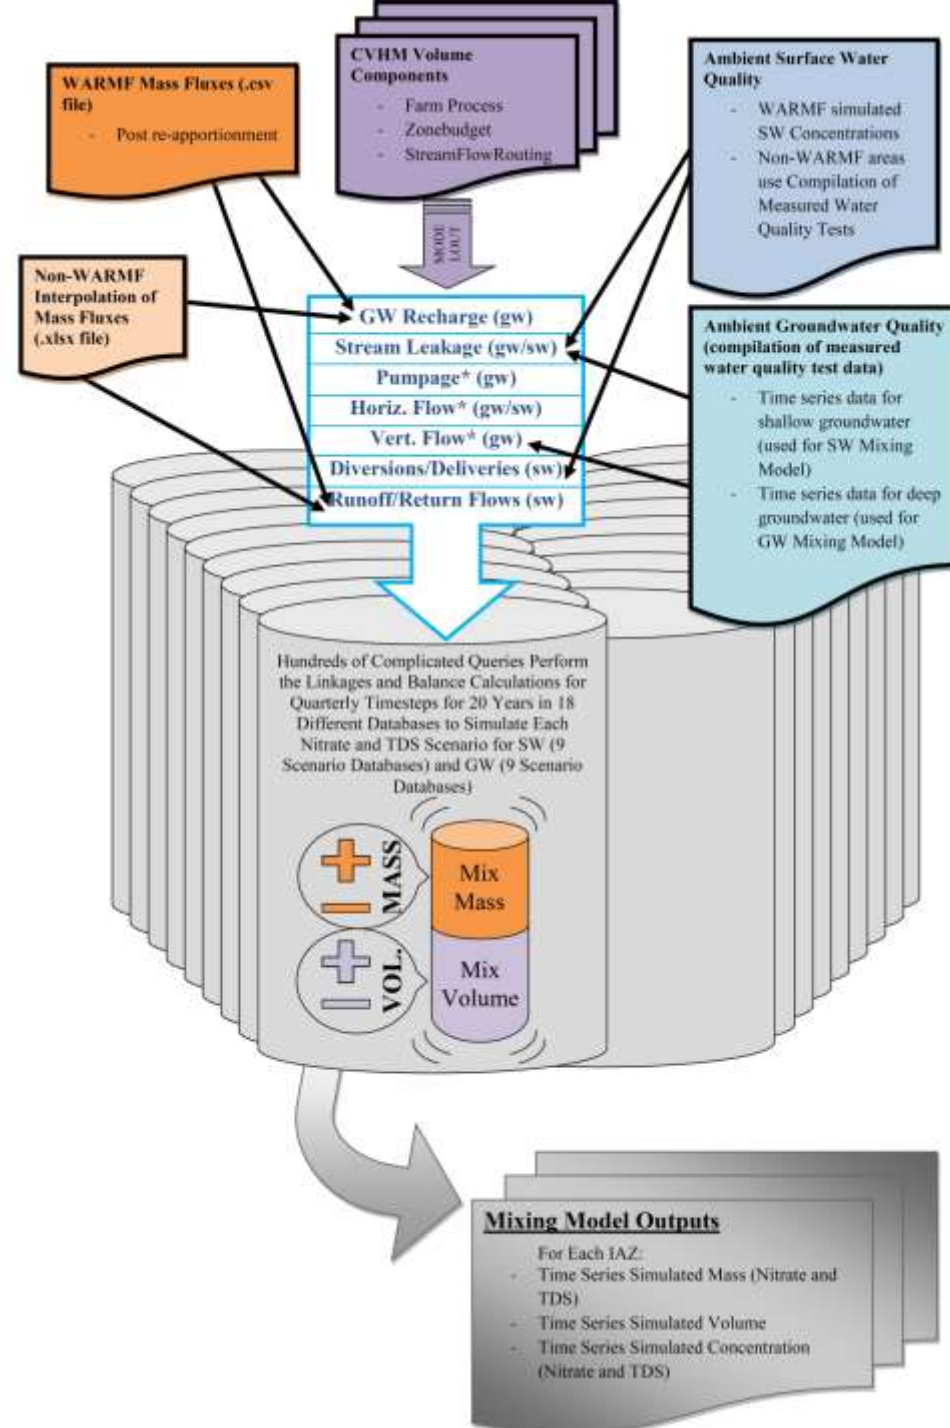 CVHM Volume
Components
- Farm Process
- Zonebudget
- StreamFlowRouting
WARMF Mass Fluxes (.csv
file)
- Post re-apportionment
Ambient Surface Water
Quality
- WARMF simulated
SW Concentrations
- Non-WARMF areas
use Compilation of
Measured Water
Quality Tests
MODE
LOUT
Non-WARMF
Interpolation of
Mass Fluxes
(.xlsx file)
GW Recharge (gw)
Stream Leakage (gw/sw)
Pumpage* (gw)
Horiz. Flow* (gw/sw)
Vert. Flow* (gw)
Diversions/Deliveries (sw)
Runoff/Return Flows (sw)
Ambient Groundwater Quality
(compilation of measured
water quality test data)
- Time series data for
shallow groundwater
(used for SW Mixing
Model)
- Time series data for deep
groundwater (used for
GW Mixing Model)
Hundreds of Complicated Queries Perform
the Linkages and Balance Calculations for
Quarterly Timesteps for 20 Years in 18
Different Databases to Simulate Each
Nitrate and TDS Scenario for SW (9
Scenario Databases) and GW (9 Scenario
Databases)
MASS
Mix
Mass
VOL.
Mix
Volume
Mixing Model Outputs
For Each IAZ:
- Time Series Simulated Mass (Nitrate and
TDS)
- Time Series Simulated Volume
- Time Series Simulated Concentration
(Nitrate and TDS)